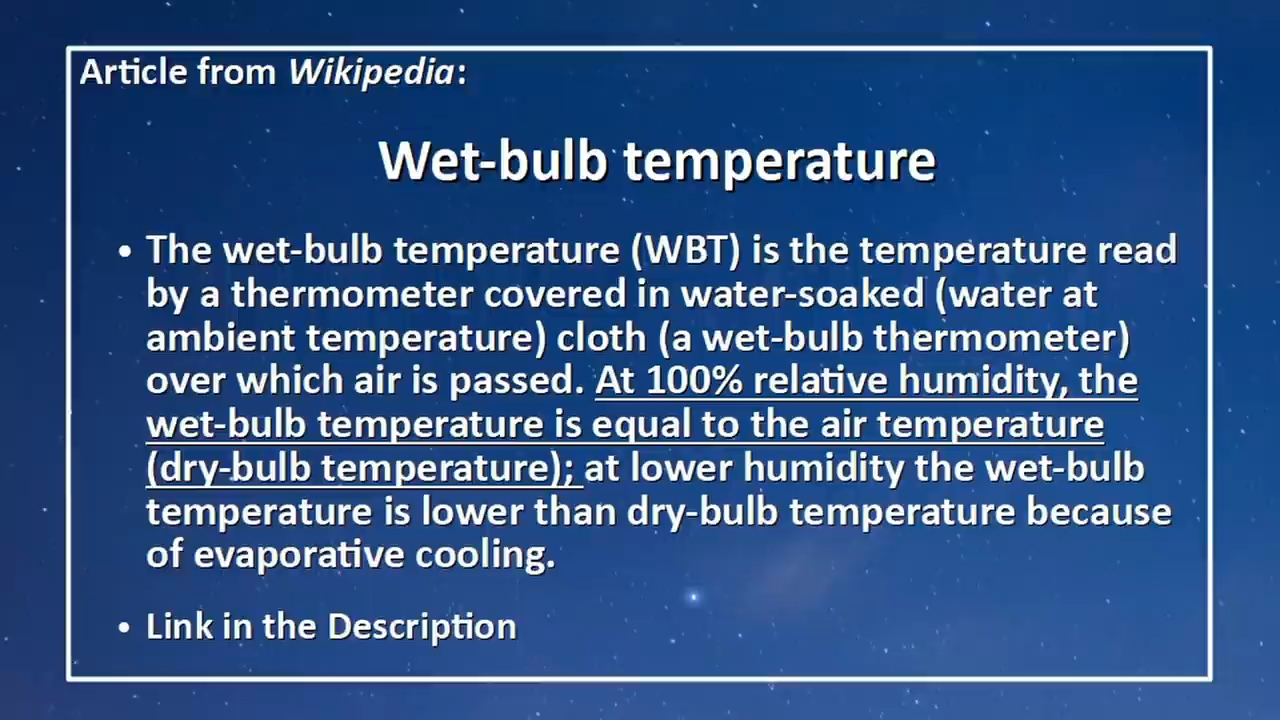 Article from Wikipedia:
Wet-bulb temperature
• The wet-bulb temperature (WBT) is the temperature read
by a thermometer covered in water-soaked (water at
ambient temperature) cloth (a wet-bulb thermometer)
over which air is passed. At 100% relative humidity, the
wet-bulb temperature is equal to the air temperature
(dry-bulb temperature); at lower humidity the wet-bulb
temperature is lower than dry-bulb temperature because
of evaporative cooling.
• Link in the Description